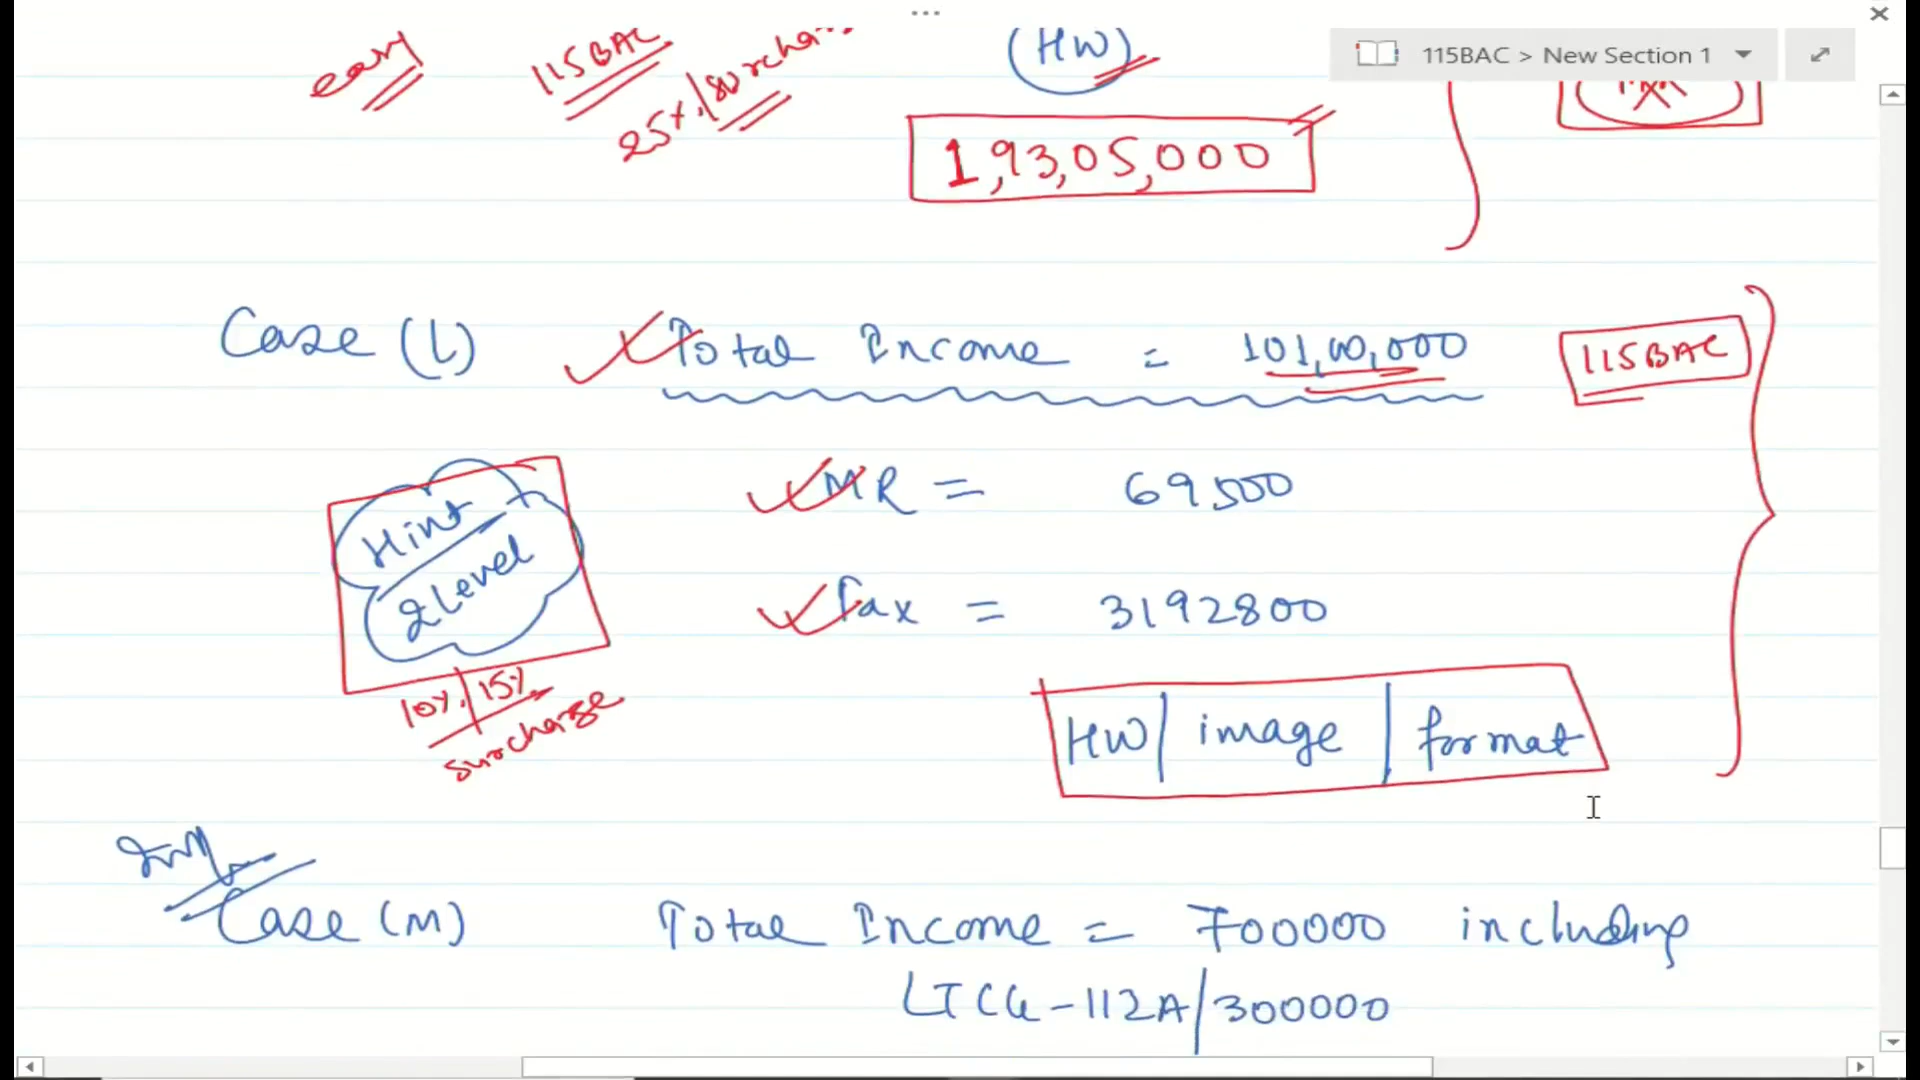 115BAC > New Section 1
easy
115BAC
25%/surcha
(HW)
1,93,05,000
Case (L) Total Income = 101,00,000
115BAC
Hint
2 Level
MR = 69500
Tax = 3192800
10% | 15%
surcharge
HW | image | format
Case (M) Total Income = 700000 including
LTCG-112A/300000